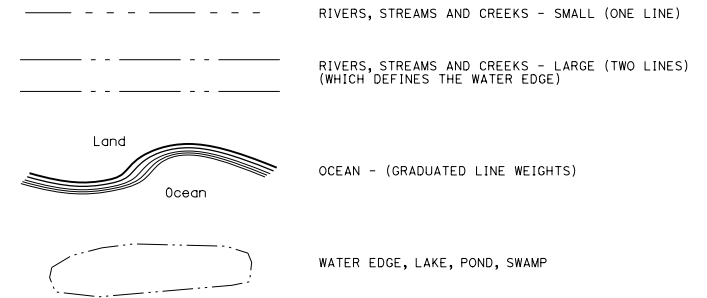 RIVERS, STREAMS AND CREEKS - SMALL (ONE LINE)
RIVERS, STREAMS AND CREEKS - LARGE (TWO LINES)
(WHICH DEFINES THE WATER EDGE)
Land
OCEAN - (GRADUATED LINE WEIGHTS)
Ocean
WATER EDGE, LAKE, POND, SWAMP